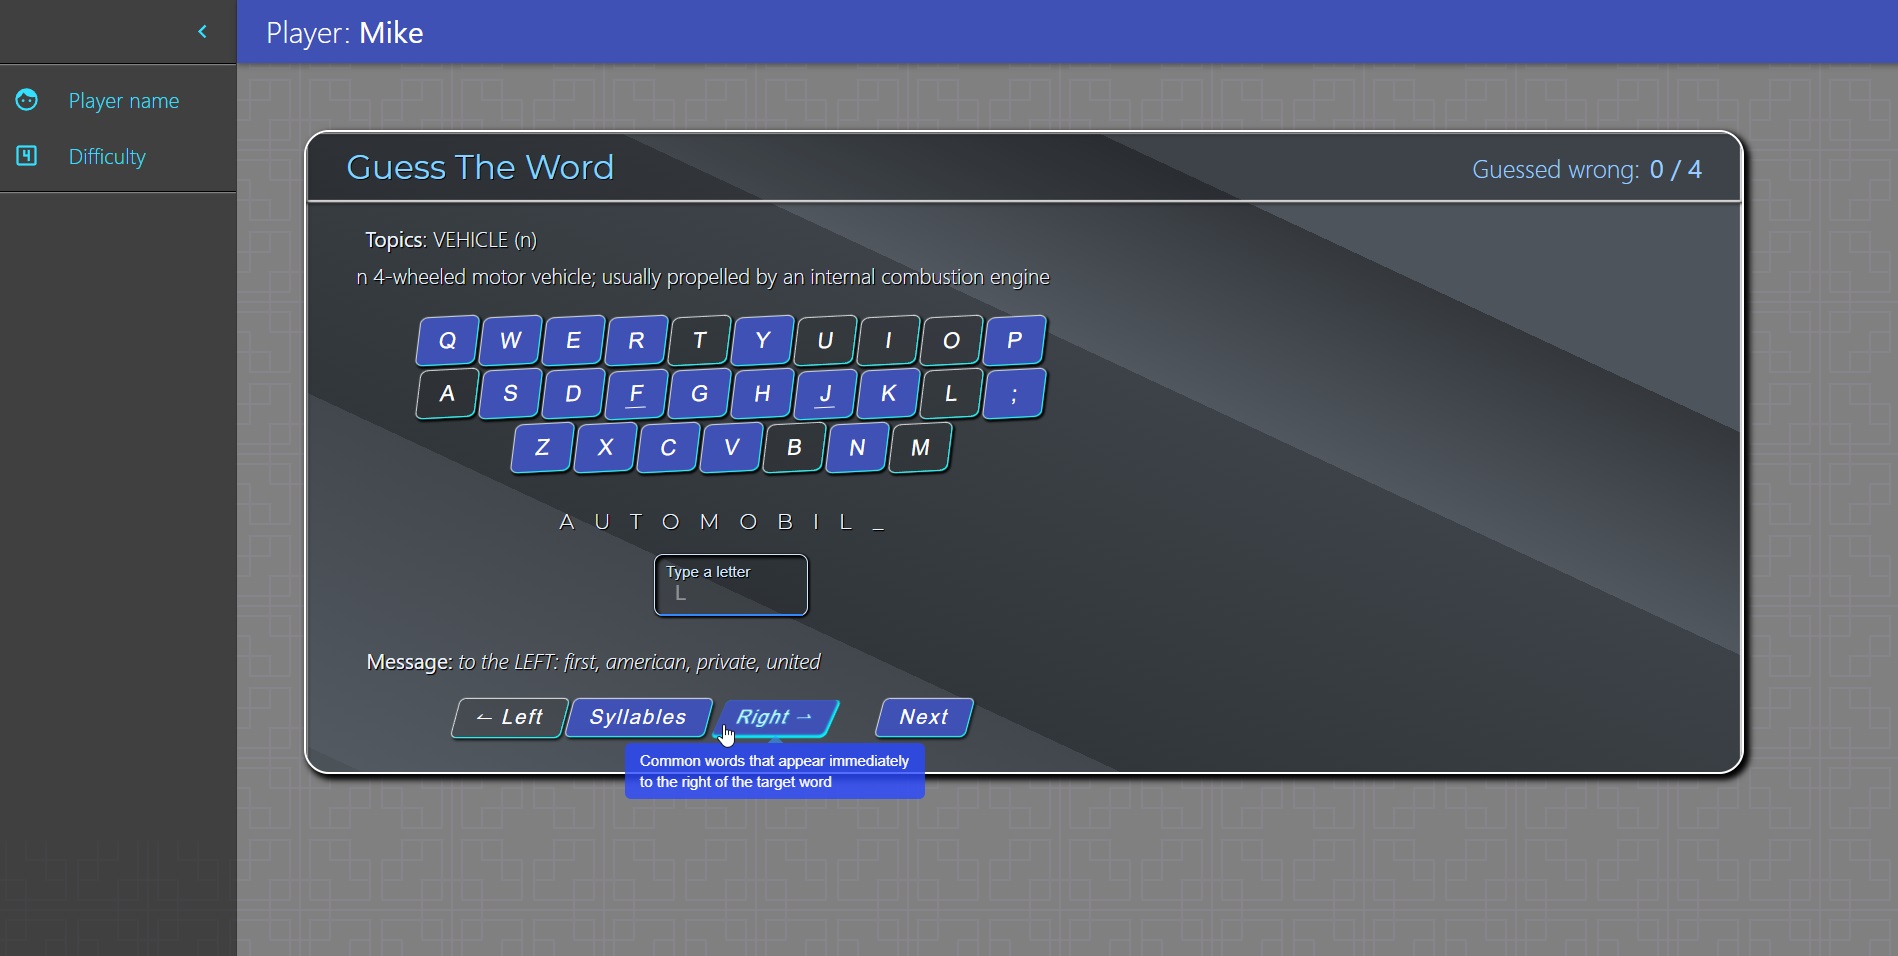 Player: Mike
Player name
4 Difficulty
Guess The Word
Guessed wrong: 0 / 4
Topics: VEHICLE (n)
n 4-wheeled motor vehicle; usually propelled by an internal combustion engine
Q W E R T Y U I O P
A S D F G H J K L ;
Z X C V B N M
A U T O M O B I L _
Type a letter
L
Message: to the LEFT: first, american, private, united
← Left Syllables Right → Next
Common words that appear immediately
to the right of the target word